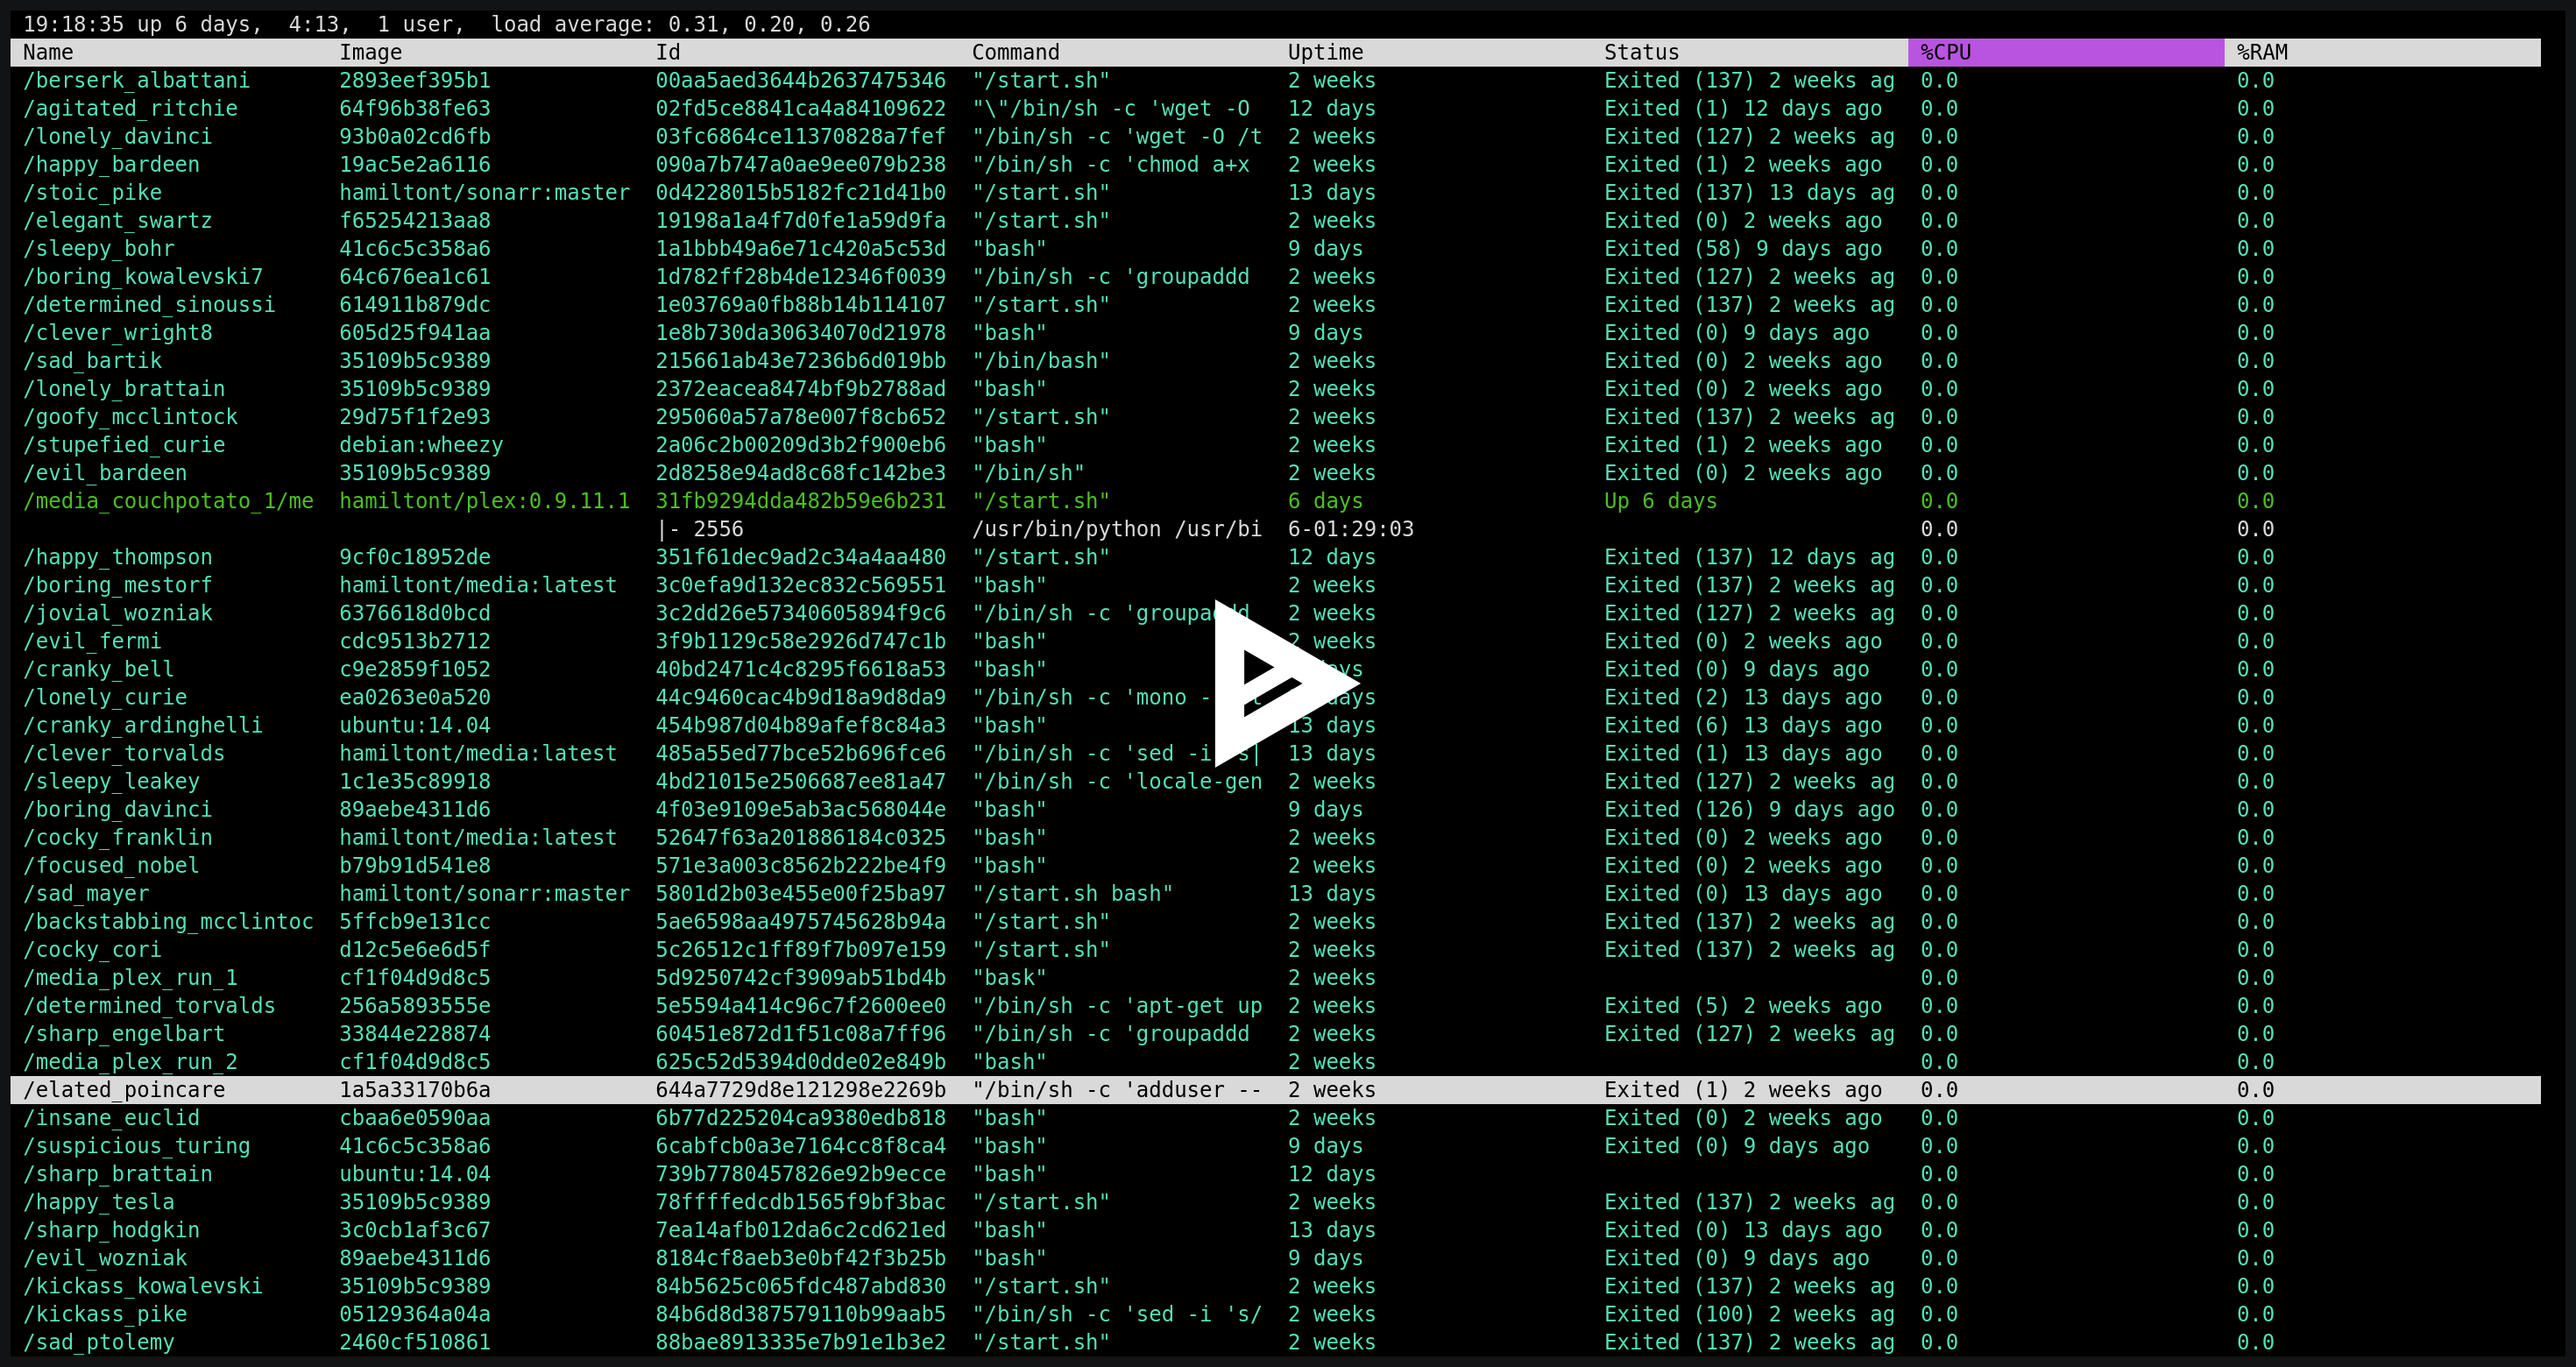 19:18:35 up 6 days,  4:13,  1 user,  load average: 0.31, 0.20, 0.26
Name Image Id Command Uptime Status %CPU %RAM
/berserk_albattani 2893eef395b1 00aa5aed3644b2637475346 "/start.sh" 2 weeks Exited (137) 2 weeks ag 0.0 0.0
/agitated_ritchie 64f96b38fe63 02fd5ce8841ca4a84109622 "\"/bin/sh -c 'wget -O 12 days Exited (1) 12 days ago 0.0 0.0
/lonely_davinci 93b0a02cd6fb 03fc6864ce11370828a7fef "/bin/sh -c 'wget -O /t 2 weeks Exited (127) 2 weeks ag 0.0 0.0
/happy_bardeen 19ac5e2a6116 090a7b747a0ae9ee079b238 "/bin/sh -c 'chmod a+x 2 weeks Exited (1) 2 weeks ago 0.0 0.0
/stoic_pike hamiltont/sonarr:master 0d4228015b5182fc21d41b0 "/start.sh" 13 days Exited (137) 13 days ag 0.0 0.0
/elegant_swartz f65254213aa8 19198a1a4f7d0fe1a59d9fa "/start.sh" 2 weeks Exited (0) 2 weeks ago 0.0 0.0
/sleepy_bohr 41c6c5c358a6 1a1bbb49a6e71c420a5c53d "bash" 9 days Exited (58) 9 days ago 0.0 0.0
/boring_kowalevski7 64c676ea1c61 1d782ff28b4de12346f0039 "/bin/sh -c 'groupaddd 2 weeks Exited (127) 2 weeks ag 0.0 0.0
/determined_sinoussi 614911b879dc 1e03769a0fb88b14b114107 "/start.sh" 2 weeks Exited (137) 2 weeks ag 0.0 0.0
/clever_wright8 605d25f941aa 1e8b730da30634070d21978 "bash" 9 days Exited (0) 9 days ago 0.0 0.0
/sad_bartik 35109b5c9389 215661ab43e7236b6d019bb "/bin/bash" 2 weeks Exited (0) 2 weeks ago 0.0 0.0
/lonely_brattain 35109b5c9389 2372eacea8474bf9b2788ad "bash" 2 weeks Exited (0) 2 weeks ago 0.0 0.0
/goofy_mcclintock 29d75f1f2e93 295060a57a78e007f8cb652 "/start.sh" 2 weeks Exited (137) 2 weeks ag 0.0 0.0
/stupefied_curie debian:wheezy 2a06c2b00209d3b2f900eb6 "bash" 2 weeks Exited (1) 2 weeks ago 0.0 0.0
/evil_bardeen 35109b5c9389 2d8258e94ad8c68fc142be3 "/bin/sh" 2 weeks Exited (0) 2 weeks ago 0.0 0.0
/media_couchpotato_1/me hamiltont/plex:0.9.11.1 31fb9294dda482b59e6b231 "/start.sh" 6 days Up 6 days 0.0 0.0
|- 2556 /usr/bin/python /usr/bi 6-01:29:03 0.0 0.0
/happy_thompson 9cf0c18952de 351f61dec9ad2c34a4aa480 "/start.sh" 12 days Exited (137) 12 days ag 0.0 0.0
/boring_mestorf hamiltont/media:latest 3c0efa9d132ec832c569551 "bash" 2 weeks Exited (137) 2 weeks ag 0.0 0.0
/jovial_wozniak 6376618d0bcd 3c2dd26e57340605894f9c6 "/bin/sh -c 2 weeks Exited (127) 2 weeks ag 0.0 0.0
/evil_fermi cdc9513b2712 3f9b1129c58e2926d747c1b "bash" 2 weeks Exited (0) 2 weeks ago 0.0 0.0
/cranky_bell c9e2859f1052 40bd2471c4c8295f6618a53 "bash" Exited (0) 9 days ago 0.0 0.0
/lonely_curie ea0263e0a520 44c9460cac4b9d18a9d8da9 "/bin/sh -c 'mono Exited (2) 13 days ago 0.0 0.0
/cranky_ardinghelli ubuntu:14.04 454b987d04b89afef8c84a3 "bash" 13 days Exited (6) 13 days ago 0.0 0.0
/clever_torvalds hamiltont/media:latest 485a55ed77bce52b696fce6 "/bin/sh -c 'sed -i 13 days Exited (1) 13 days ago 0.0 0.0
/sleepy_leakey 1c1e35c89918 4bd21015e2506687ee81a47 "/bin/sh -c 'locale-gen 2 weeks Exited (127) 2 weeks ag 0.0 0.0
/boring_davinci 89aebe4311d6 4f03e9109e5ab3ac568044e "bash" 9 days Exited (126) 9 days ago 0.0 0.0
/cocky_franklin hamiltont/media:latest 52647f63a201886184c0325 "bash" 2 weeks Exited (0) 2 weeks ago 0.0 0.0
/focused_nobel b79b91d541e8 571e3a003c8562b222be4f9 "bash" 2 weeks Exited (0) 2 weeks ago 0.0 0.0
/sad_mayer hamiltont/sonarr:master 5801d2b03e455e00f25ba97 "/start.sh bash" 13 days Exited (0) 13 days ago 0.0 0.0
/backstabbing_mcclintoc 5ffcb9e131cc 5ae6598aa4975745628b94a "/start.sh" 2 weeks Exited (137) 2 weeks ag 0.0 0.0
/cocky_cori d12c5e6e6d5f 5c26512c1ff89f7b097e159 "/start.sh" 2 weeks Exited (137) 2 weeks ag 0.0 0.0
/media_plex_run_1 cf1f04d9d8c5 5d9250742cf3909ab51bd4b "bask" 2 weeks 0.0 0.0
/determined_torvalds 256a5893555e 5e5594a414c96c7f2600ee0 "/bin/sh -c 'apt-get up 2 weeks Exited (5) 2 weeks ago 0.0 0.0
/sharp_engelbart 33844e228874 60451e872d1f51c08a7ff96 "/bin/sh -c 'groupaddd 2 weeks Exited (127) 2 weeks ag 0.0 0.0
/media_plex_run_2 cf1f04d9d8c5 625c52d5394d0dde02e849b "bash" 2 weeks 0.0 0.0
/elated_poincare 1a5a33170b6a 644a7729d8e121298e2269b "/bin/sh -c 'adduser -- 2 weeks Exited (1) 2 weeks ago 0.0 0.0
/insane_euclid cbaa6e0590aa 6b77d225204ca9380edb818 "bash" 2 weeks Exited (0) 2 weeks ago 0.0 0.0
/suspicious_turing 41c6c5c358a6 6cabfcb0a3e7164cc8f8ca4 "bash" 9 days Exited (0) 9 days ago 0.0 0.0
/sharp_brattain ubuntu:14.04 739b7780457826e92b9ecce "bash" 12 days 0.0 0.0
/happy_tesla 35109b5c9389 78ffffedcdb1565f9bf3bac "/start.sh" 2 weeks Exited (137) 2 weeks ag 0.0 0.0
/sharp_hodgkin 3c0cb1af3c67 7ea14afb012da6c2cd621ed "bash" 13 days Exited (0) 13 days ago 0.0 0.0
/evil_wozniak 89aebe4311d6 8184cf8aeb3e0bf42f3b25b "bash" 9 days Exited (0) 9 days ago 0.0 0.0
/kickass_kowalevski 35109b5c9389 84b5625c065fdc487abd830 "/start.sh" 2 weeks Exited (137) 2 weeks ag 0.0 0.0
/kickass_pike 05129364a04a 84b6d8d387579110b99aab5 "/bin/sh -c 'sed -i 's/ 2 weeks Exited (100) 2 weeks ag 0.0 0.0
/sad_ptolemy 2460cf510861 88bae8913335e7b91e1b3e2 "/start.sh" 2 weeks Exited (137) 2 weeks ag 0.0 0.0